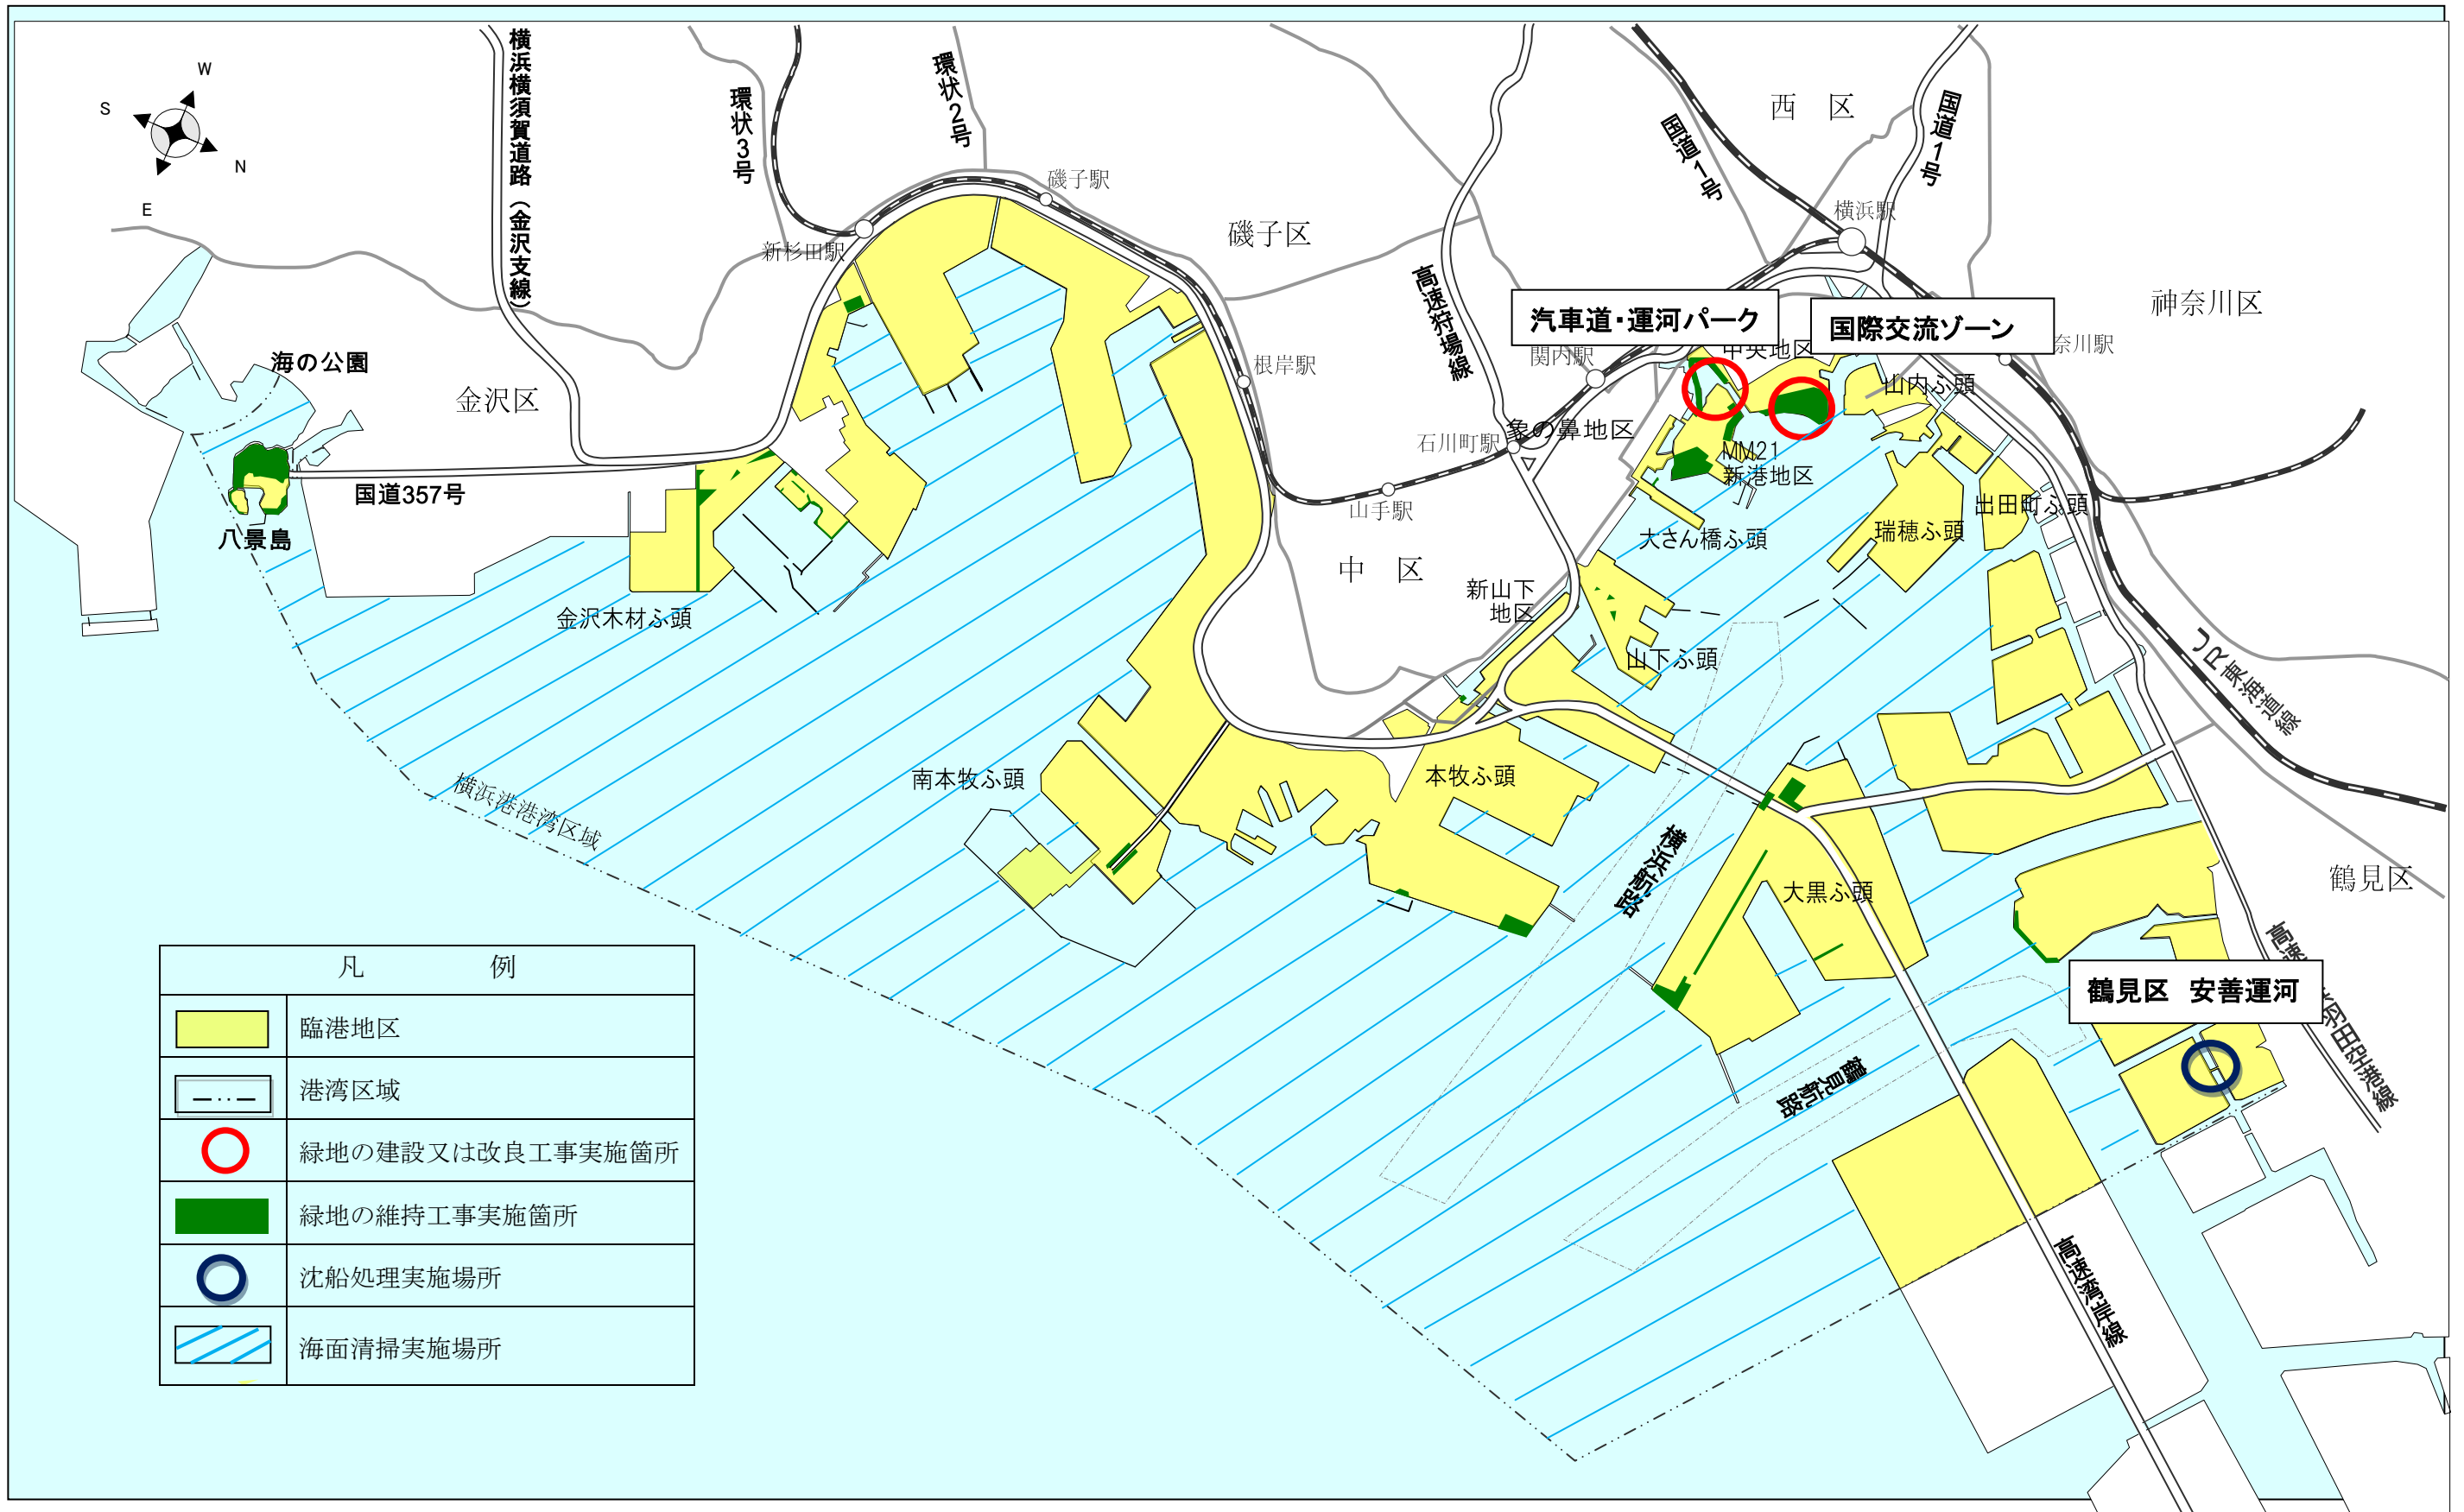 W
S
N
E
横浜横須賀道路（金沢支線）
環状3号
環状2号
国道1号
西　区
国道1号
磯子駅
磯子区
横浜駅
新杉田駅
高速狩場線
神奈川区
汽車道・運河パーク
国際交流ゾーン
奈川駅
中央地区
関内駅
海の公園
根岸駅
山内ふ頭
金沢区
象の鼻地区
石川町駅
MM21
新港地区
国道357号
出田町ふ頭
山手駅
瑞穂ふ頭
八景島
大さん橋ふ頭
中　区
新山下
地区
金沢木材ふ頭
山下ふ頭
JR東海道線
南本牧ふ頭
本牧ふ頭
横浜港港湾区域
横浜航路
大黒ふ頭
鶴見区
高速
羽田空港線
鶴見区　安善運河
鶴見航路
高速湾岸線
凡　例
臨港地区
港湾区域
緑地の建設又は改良工事実施箇所
緑地の維持工事実施箇所
沈船処理実施場所
海面清掃実施場所